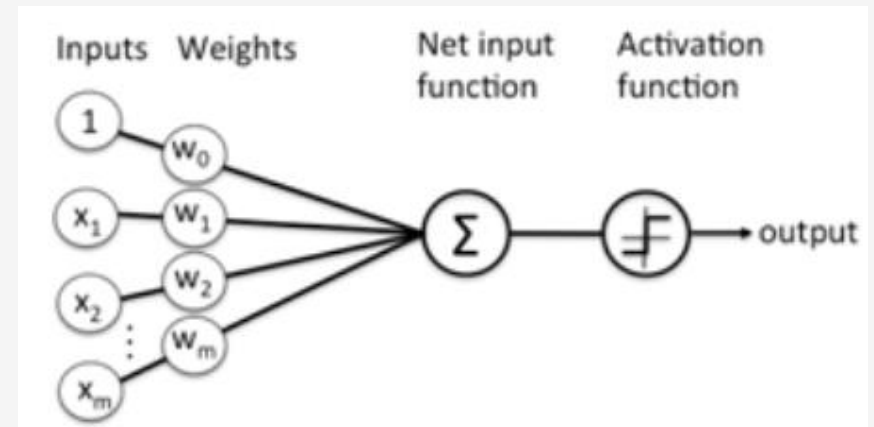 Inputs Weights Net input function Activation function
1 w₀
x₁ w₁ Σ output
x₂ w₂
⋮ wₘ
xₘ